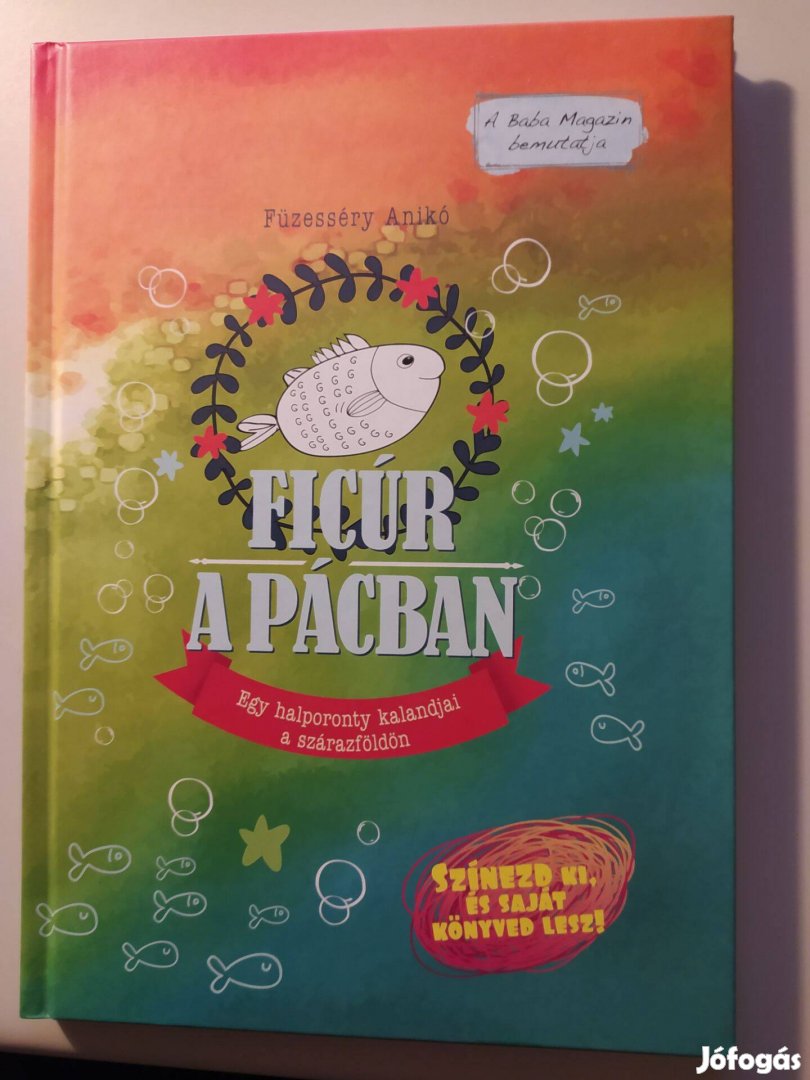 A Baba Magazin
bemutatja
Füzesséry Anikó
FICÚR
A PÁCBAN
Egy halporonty kalandjai
a szárazföldön
SZÍNEZD KI,
ÉS SAJÁT
KÖNYVED LESZ!
Jófogás